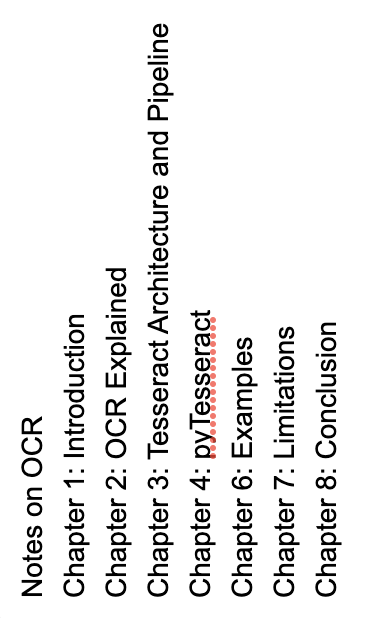 Notes on OCR
Chapter 1: Introduction
Chapter 2: OCR Explained
Chapter 3: Tesseract Architecture and Pipeline
Chapter 4: pyTesseract
Chapter 6: Examples
Chapter 7: Limitations
Chapter 8: Conclusion